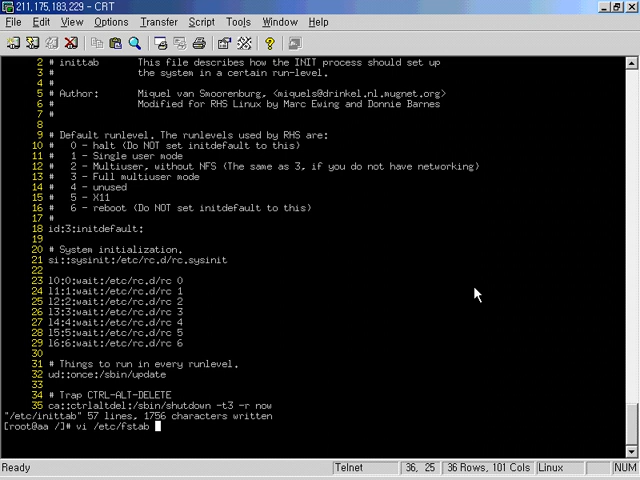 211,175,183,229 - CRT
File Edit View Options Transfer Script Tools Window Help
2 # inittab This file describes how the INIT process should set up
3 # the system in a certain run-level.
4 #
5 # Author: Miquel van Smoorenburg, <miquels@drinkel.nl.mugnet.org>
6 # Modified for RHS Linux by Marc Ewing and Donnie Barnes
7 #
8
9 # Default runlevel. The runlevels used by RHS are:
10 # 0 - halt (Do NOT set initdefault to this)
11 # 1 - Single user mode
12 # 2 - Multiuser, without NFS (The same as 3, if you do not have networking)
13 # 3 - Full multiuser mode
14 # 4 - unused
15 # 5 - X11
16 # 6 - reboot (Do NOT set initdefault to this)
17 #
18 id:3:initdefault:
19
20 # System initialization.
21 si::sysinit:/etc/rc.d/rc.sysinit
22
23 l0:0:wait:/etc/rc.d/rc 0
24 l1:1:wait:/etc/rc.d/rc 1
25 l2:2:wait:/etc/rc.d/rc 2
26 l3:3:wait:/etc/rc.d/rc 3
27 l4:4:wait:/etc/rc.d/rc 4
28 l5:5:wait:/etc/rc.d/rc 5
29 l6:6:wait:/etc/rc.d/rc 6
30
31 # Things to run in every runlevel.
32 ud::once:/sbin/update
33
34 # Trap CTRL-ALT-DELETE
35 ca::ctrlaltdel:/sbin/shutdown -t3 -r now
"/etc/inittab" 57 lines, 1756 characters written
[root@aa /]# vi /etc/fstab
Ready Telnet 36, 25 36 Rows, 101 Cols Linux NUM